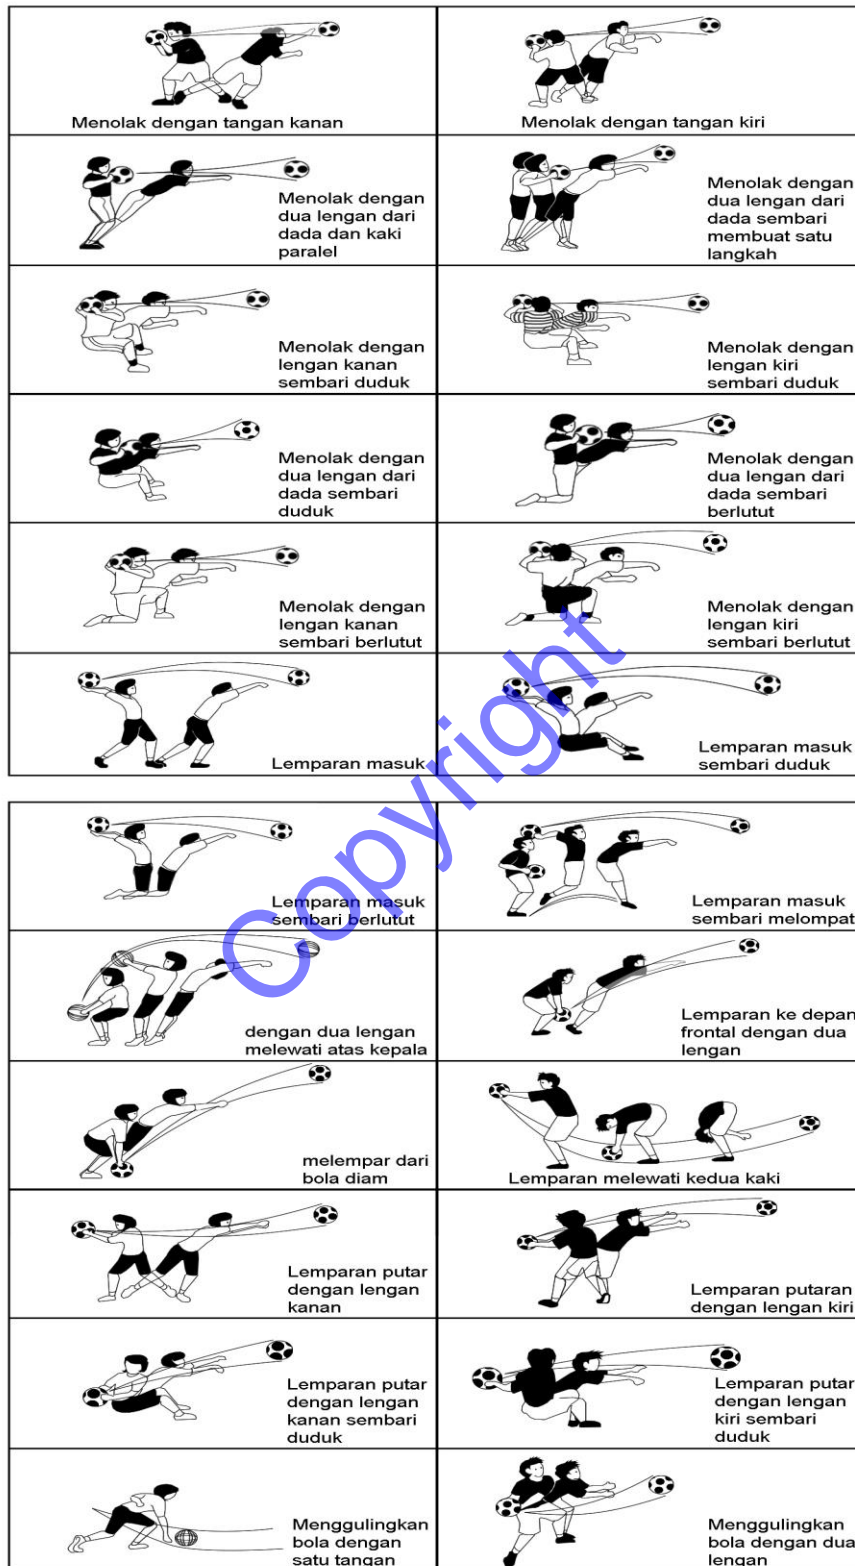 Menolak dengan tangan kanan
Menolak dengan tangan kiri
Menolak dengan
dua lengan dari
dada dan kaki
paralel
Menolak dengan
dua lengan dari
dada sembari
membuat satu
langkah
Menolak dengan
lengan kanan
sembari duduk
Menolak dengan
lengan kiri
sembari duduk
Menolak dengan
dua lengan dari
dada sembari
duduk
Menolak dengan
dua lengan dari
dada sembari
berlutut
Menolak dengan
lengan kanan
sembari berlutut
Menolak dengan
lengan kiri
sembari berlutut
Lemparan masuk
Lemparan masuk
sembari duduk
Lemparan masuk
sembari berlutut
Lemparan masuk
sembari melompat
dengan dua lengan
melewati atas kepala
Lemparan ke depan
frontal dengan dua
lengan
melempar dari
bola diam
Lemparan melewati kedua kaki
Lemparan putar
dengan lengan
kanan
Lemparan putaran
dengan lengan kiri
Lemparan putar
dengan lengan
kanan sembari
duduk
Lemparan putar
dengan lengan
kiri sembari
duduk
Menggulingkan
bola dengan
satu tangan
Menggulingkan
bola dengan dua
lengan
Copyright